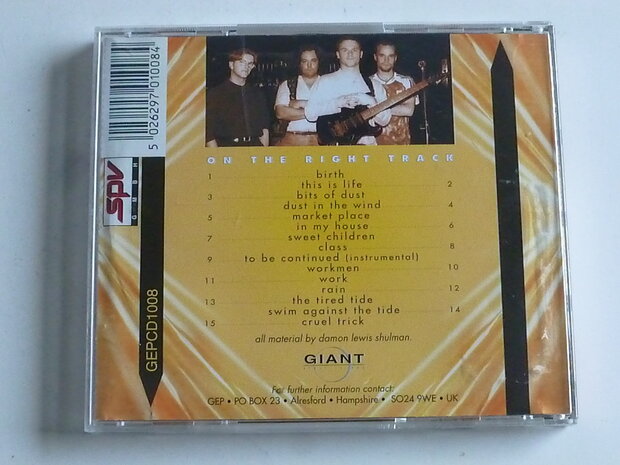 5 026297 010084
spv
GMBH
GEPCD1008
ON THE RIGHT TRACK
1 birth
this is life 2
3 bits of dust
dust in the wind 4
5 market place
in my house 6
7 sweet children
class 8
9 to be continued (instrumental)
workmen 10
11 work
rain 12
13 the tired tide
swim against the tide 14
15 cruel trick
all material by damon lewis shulman.
GIANT
For further information contact:
GEP • PO BOX 23 • Alresford • Hampshire • SO24 9WE • UK